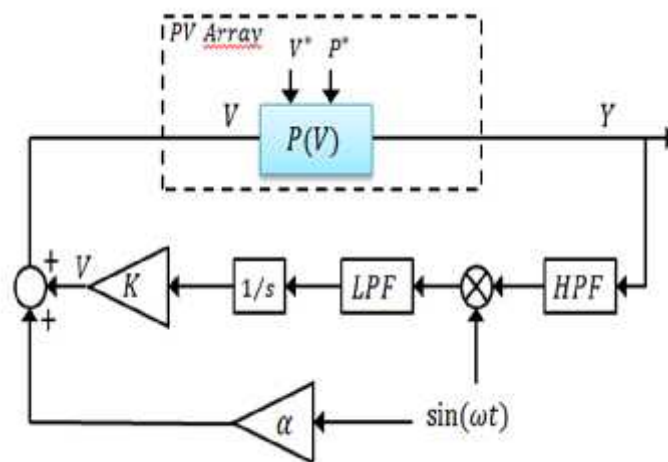 PV Array
V* P*
V P(V) Y
+ V K 1/s LPF HPF
+
α sin(ωt)